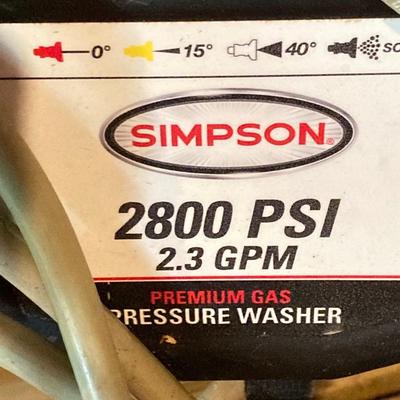 0° 15° 40°
SIMPSON®
2800 PSI
2.3 GPM
PREMIUM GAS
PRESSURE WASHER